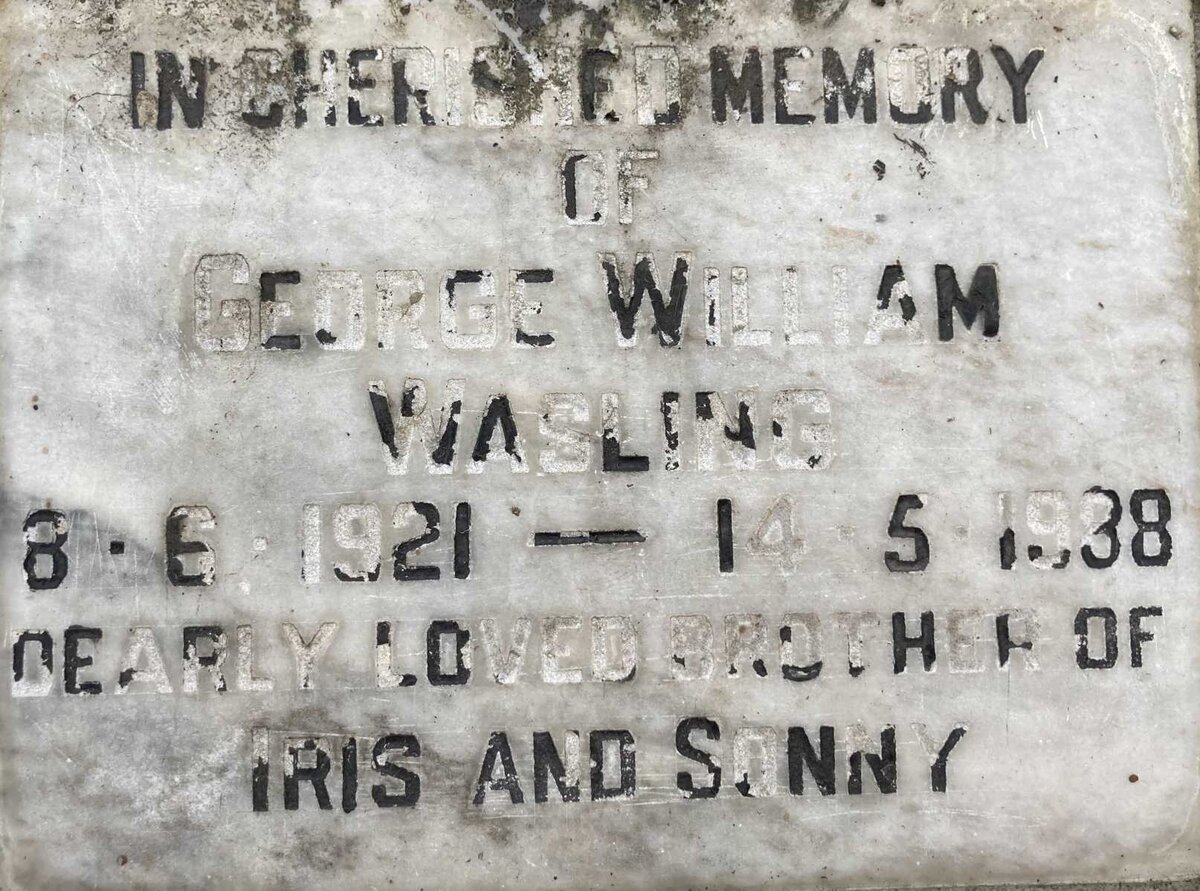 IN CHERISHED MEMORY
OF
GEORGE WILLIAM
WASLING
8·6·1921 — 14·5·1938
DEARLY LOVED BROTHER OF
IRIS AND SONNY